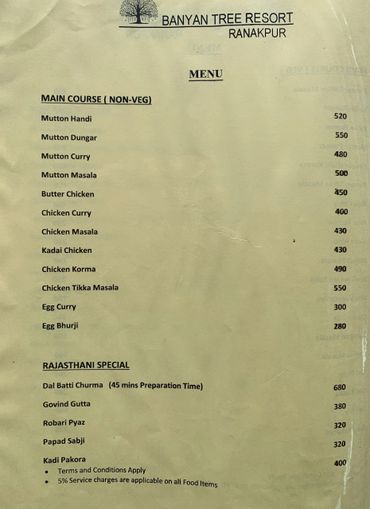 BANYAN TREE RESORT
RANAKPUR
MENU
MAIN COURSE ( NON-VEG)
Mutton Handi 520
Mutton Dungar 550
Mutton Curry 480
Mutton Masala 500
Butter Chicken 450
Chicken Curry 400
Chicken Masala 430
Kadai Chicken 430
Chicken Korma 490
Chicken Tikka Masala 550
Egg Curry 300
Egg Bhurji 280
RAJASTHANI SPECIAL
Dal Batti Churma (45 mins Preparation Time) 680
Govind Gutta 380
Robari Pyaz 320
Papad Sabji 320
Kadi Pakora 400
• Terms and Conditions Apply
• 5% Service charges are applicable on all Food Items